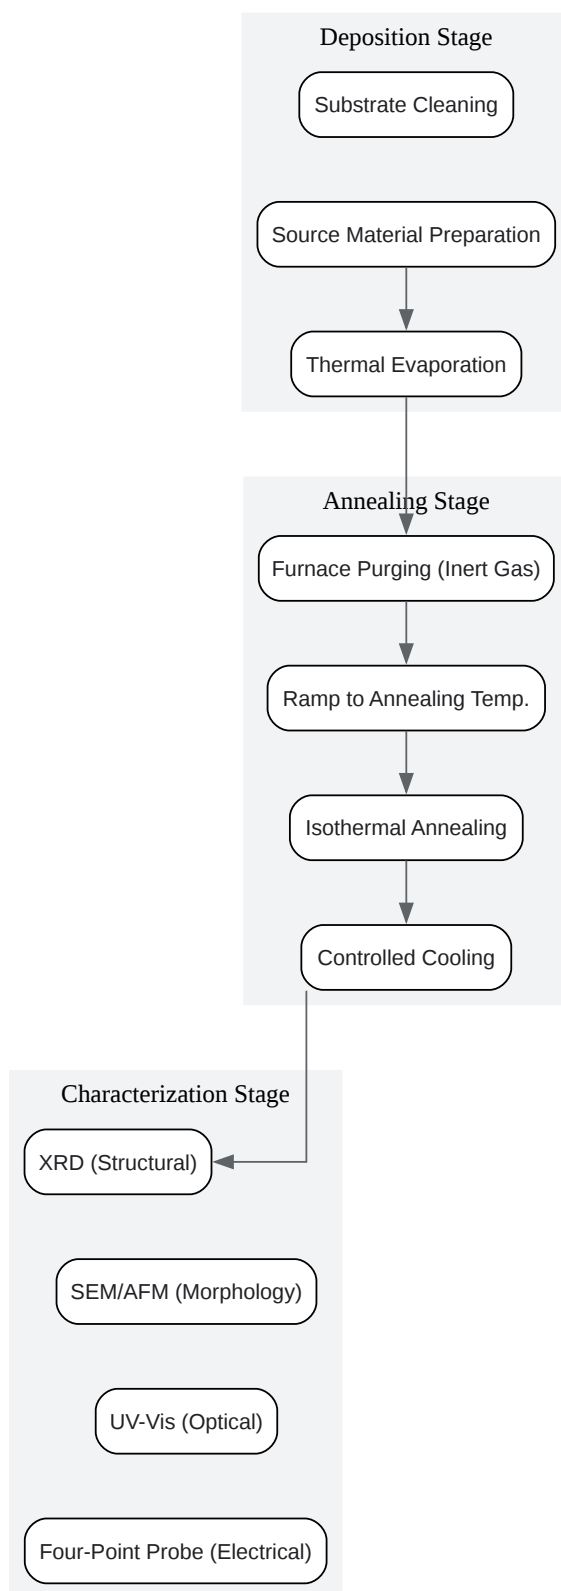 Deposition Stage
Substrate Cleaning
Source Material Preparation
Thermal Evaporation
Annealing Stage
Furnace Purging (Inert Gas)
Ramp to Annealing Temp.
Isothermal Annealing
Controlled Cooling
Characterization Stage
XRD (Structural)
SEM/AFM (Morphology)
UV-Vis (Optical)
Four-Point Probe (Electrical)